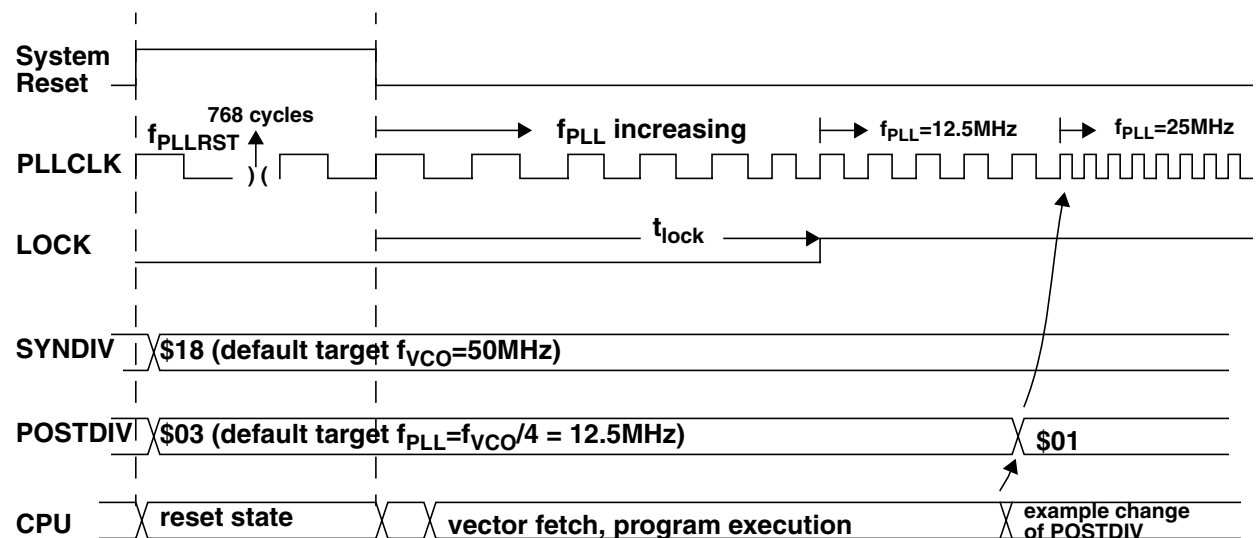 System
Reset
768 cycles
fPLLRST
fPLL increasing
fPLL=12.5MHz
fPLL=25MHz
PLLCLK
) (
LOCK
tlock
SYNDIV
$18 (default target fVCO=50MHz)
POSTDIV
$03 (default target fPLL=fVCO/4 = 12.5MHz)
$01
CPU
reset state
vector fetch, program execution
example change
of POSTDIV